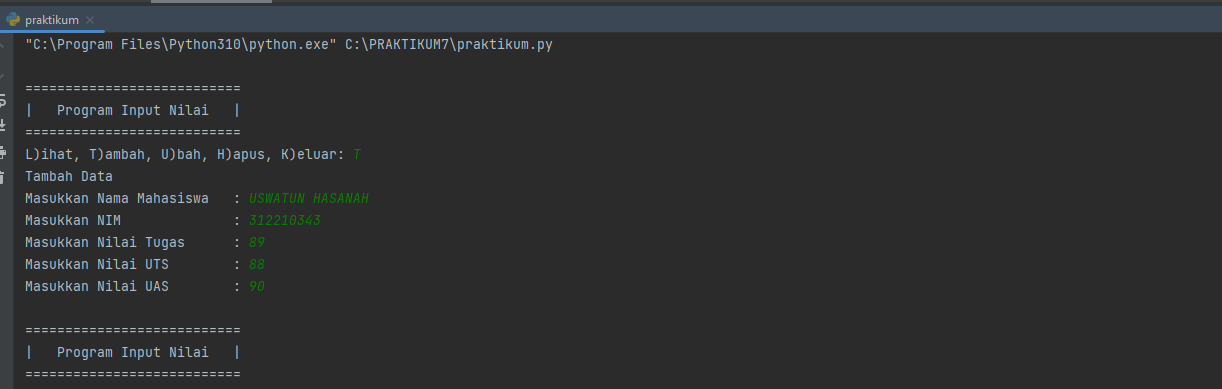 praktikum
"C:\Program Files\Python310\python.exe" C:\PRAKTIKUM7\praktikum.py
===========================
|   Program Input Nilai   |
===========================
L)ihat, T)ambah, U)bah, H)apus, K)eluar: T
Tambah Data
Masukkan Nama Mahasiswa   : USWATUN HASANAH
Masukkan NIM              : 312210343
Masukkan Nilai Tugas      : 89
Masukkan Nilai UTS        : 88
Masukkan Nilai UAS        : 90
===========================
|   Program Input Nilai   |
===========================